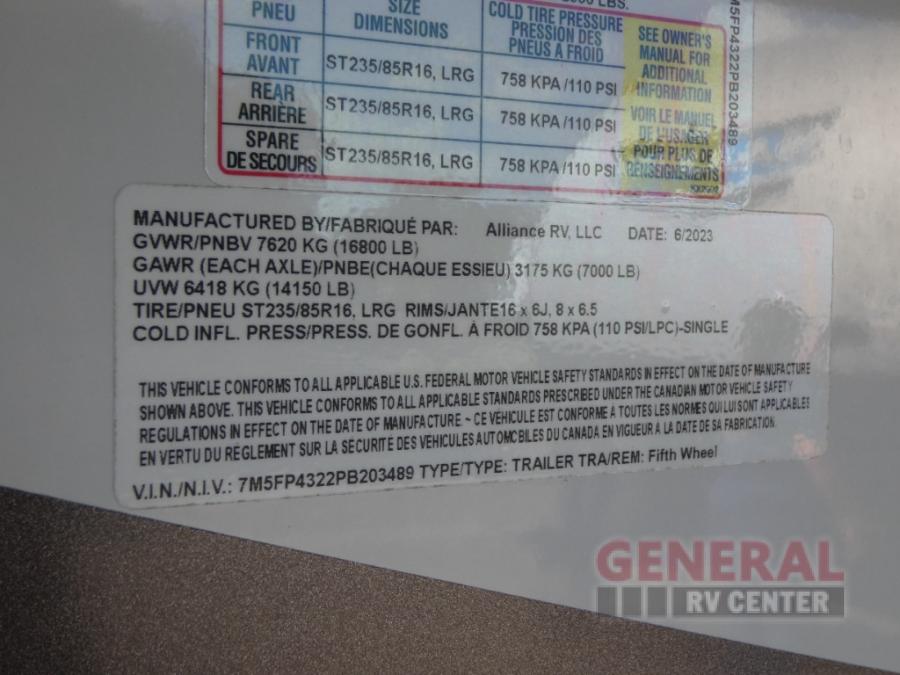 LBS.
PNEU SIZE DIMENSIONS COLD TIRE PRESSURE PRESSION DES PNEUS A FROID
SEE OWNER'S MANUAL FOR ADDITIONAL INFORMATION
FRONT AVANT ST235/85R16, LRG 758 KPA /110 PSI
REAR ARRIÈRE ST235/85R16, LRG 758 KPA /110 PSI
SPARE DE SECOURS ST235/85R16, LRG 758 KPA /110 PSI
VOIR LE MANUEL DE L'USAGER POUR PLUS DE RENSEIGNEMENTS
M5FP4322PB203489
MANUFACTURED BY/FABRIQUÉ PAR: Alliance RV, LLC DATE: 6/2023
GVWR/PNBV 7620 KG (16800 LB)
GAWR (EACH AXLE)/PNBE(CHAQUE ESSIEU) 3175 KG (7000 LB)
UVW 6418 KG (14150 LB)
TIRE/PNEU ST235/85R16, LRG RIMS/JANTE16 x 6J, 8 x 6.5
COLD INFL. PRESS/PRESS. DE GONFL. À FROID 758 KPA (110 PSI/LPC)-SINGLE
THIS VEHICLE CONFORMS TO ALL APPLICABLE U.S. FEDERAL MOTOR VEHICLE SAFETY STANDARDS IN EFFECT ON THE DATE OF MANUFACTURE
SHOWN ABOVE. THIS VEHICLE CONFORMS TO ALL APPLICABLE STANDARDS PRESCRIBED UNDER THE CANADIAN MOTOR VEHICLE SAFETY
REGULATIONS IN EFFECT ON THE DATE OF MANUFACTURE ~ CE VÉHICULE EST CONFORME À TOUTES LES NORMES QUI LUI SONT APPLICABLES
EN VERTU DU RÈGLEMENT SUR LA SÉCURITÉ DES VÉHICULES AUTOMOBILES DU CANADA EN VIGUEUR A LA DATE DE SA FABRICATION.
V.I.N./N.I.V.: 7M5FP4322PB203489 TYPE/TYPE: TRAILER TRA/REM: Fifth Wheel
GENERAL
RV CENTER